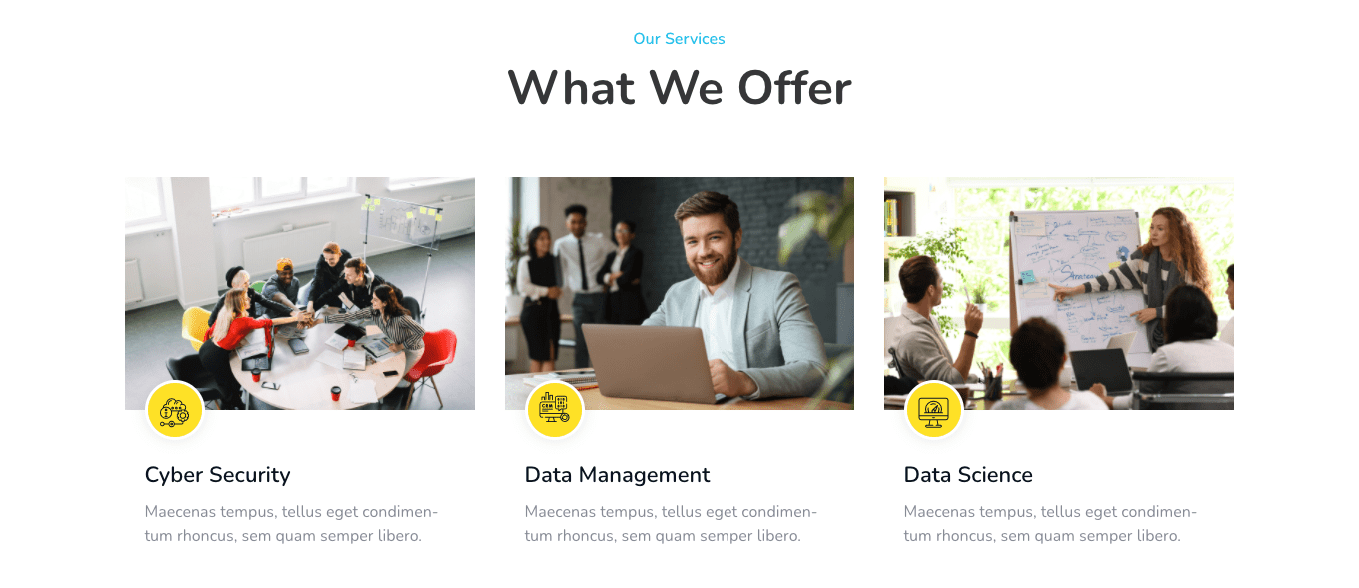 Our Services
What We Offer
CRM
Cyber Security
Data Management
Data Science
Maecenas tempus, tellus eget condimen-
tum rhoncus, sem quam semper libero.
Maecenas tempus, tellus eget condimen-
tum rhoncus, sem quam semper libero.
Maecenas tempus, tellus eget condimen-
tum rhoncus, sem quam semper libero.